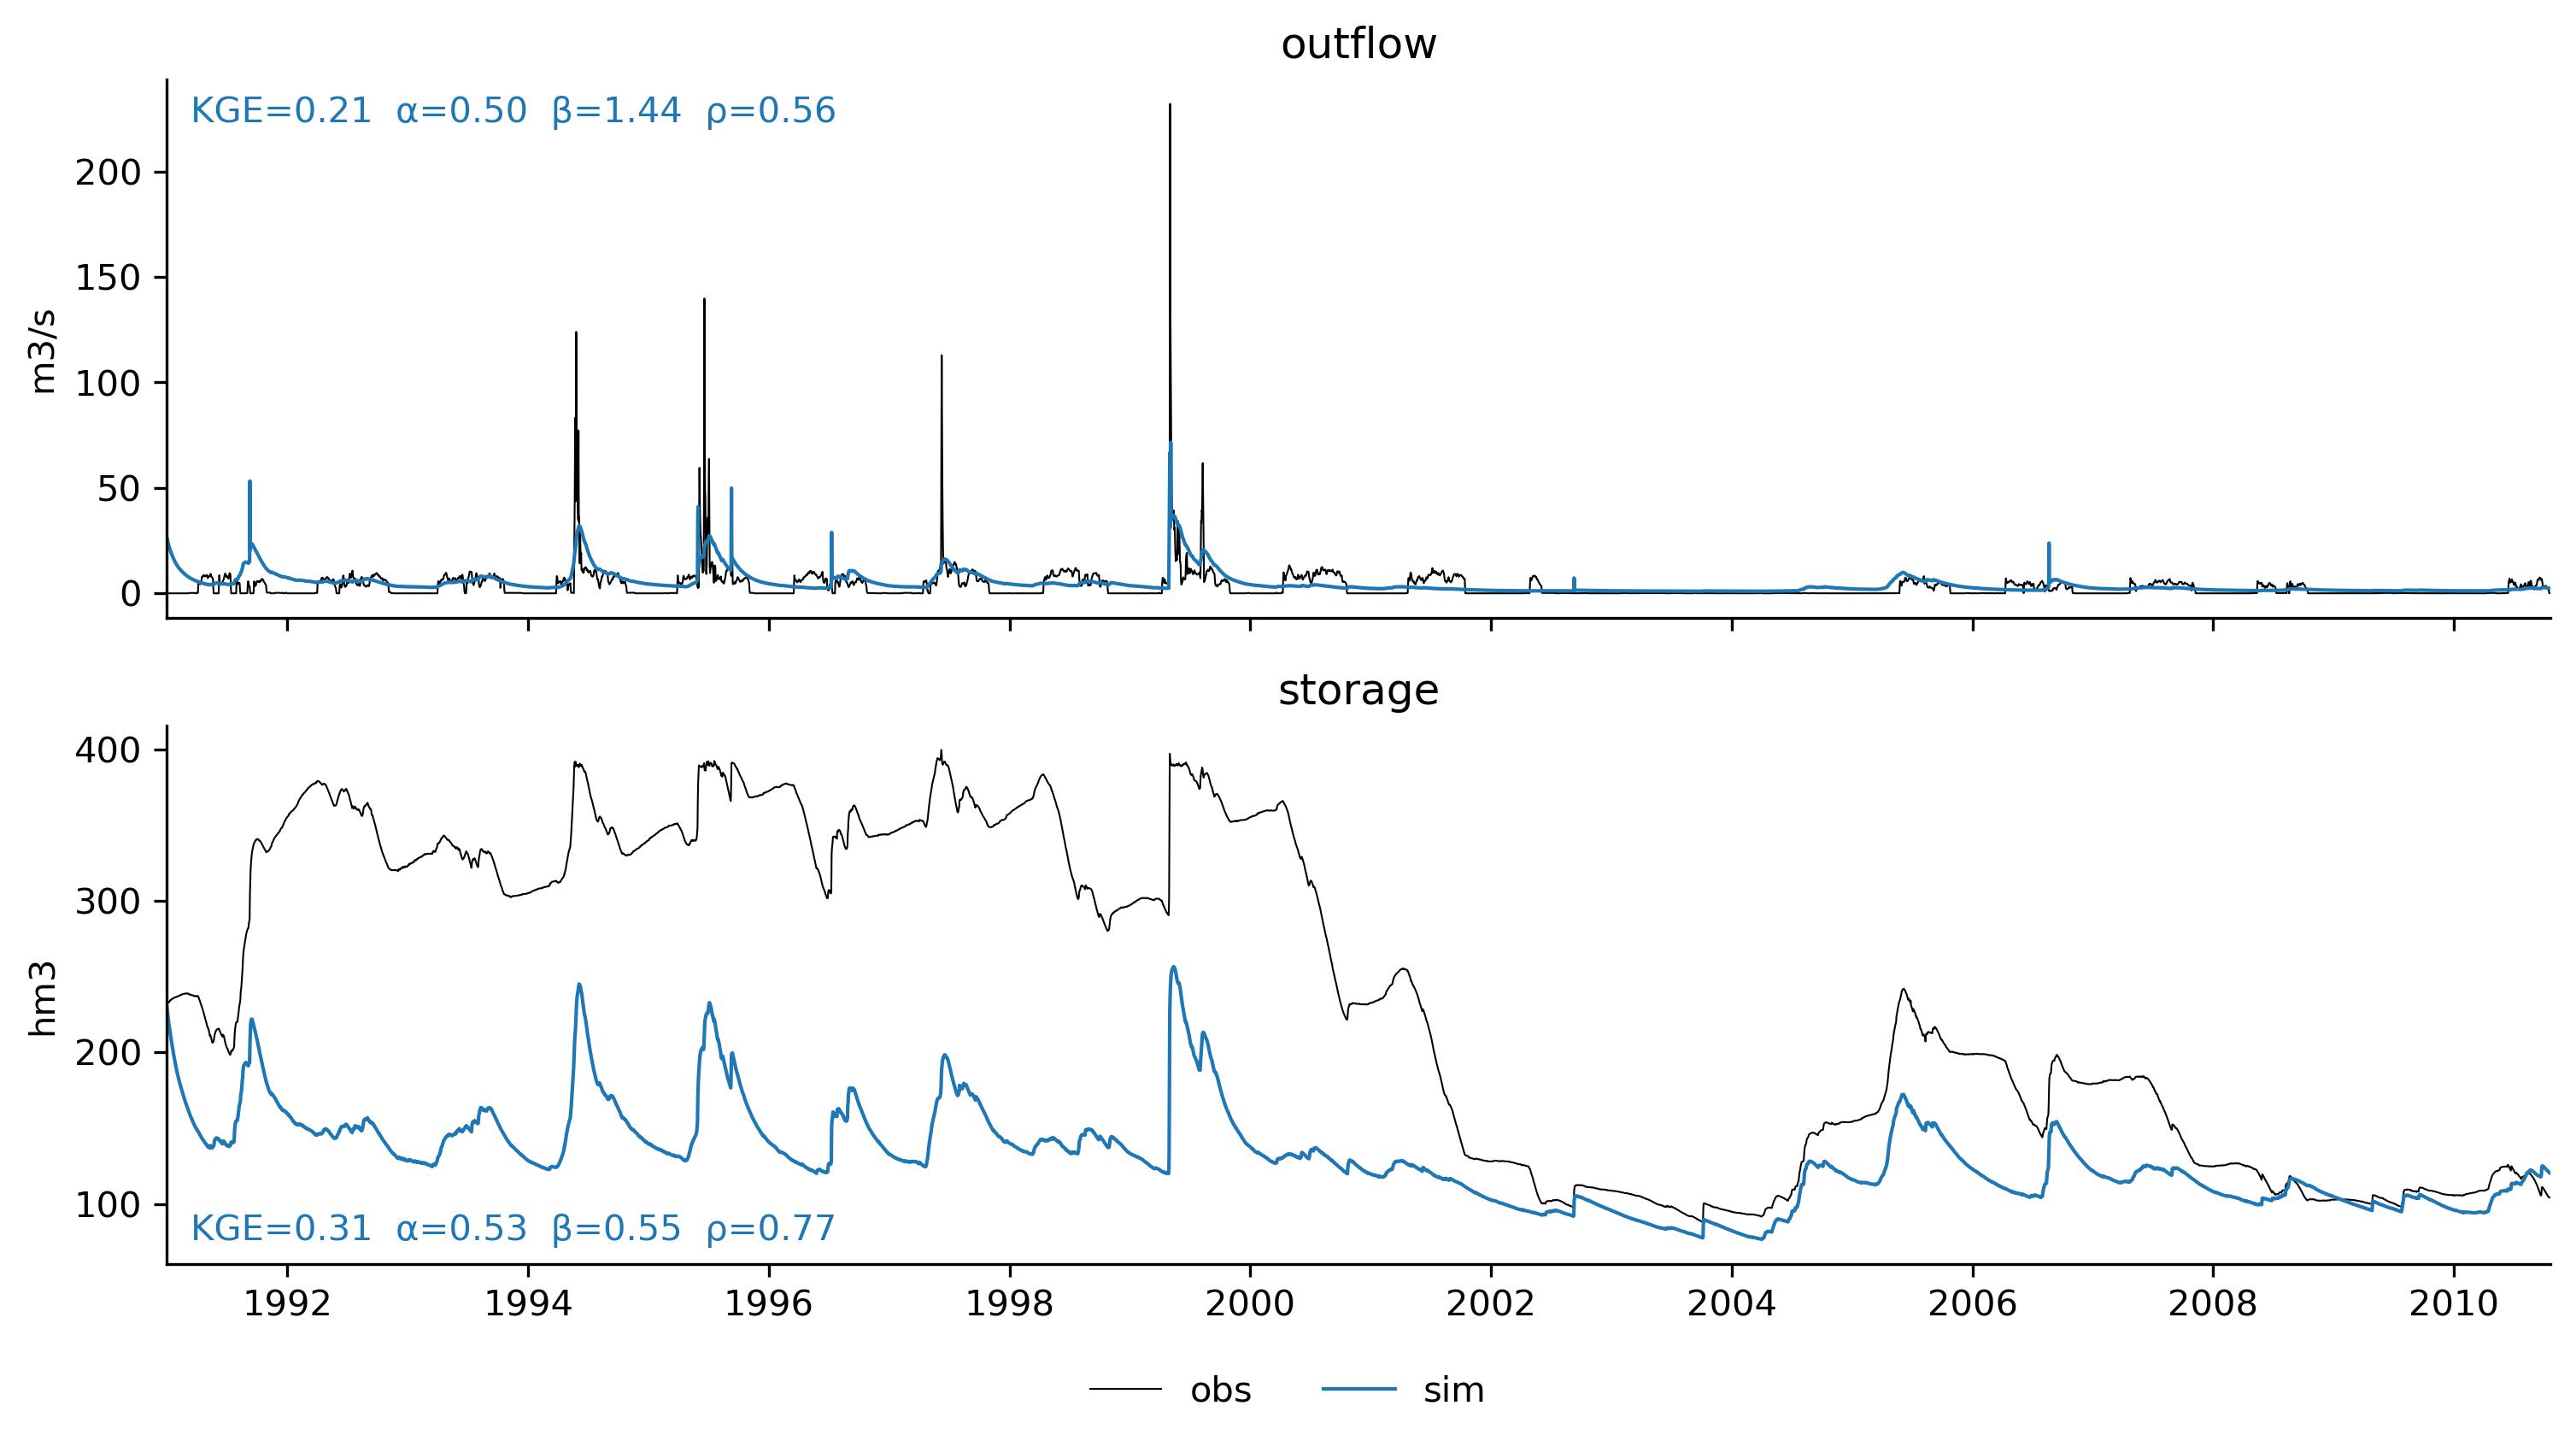 outflow
KGE=0.21 α=0.50 β=1.44 ρ=0.56
m3/s
200
150
100
50
0
storage
hm3
400
300
200
100
KGE=0.31 α=0.53 β=0.55 ρ=0.77
1992 1994 1996 1998 2000 2002 2004 2006 2008 2010
obs sim